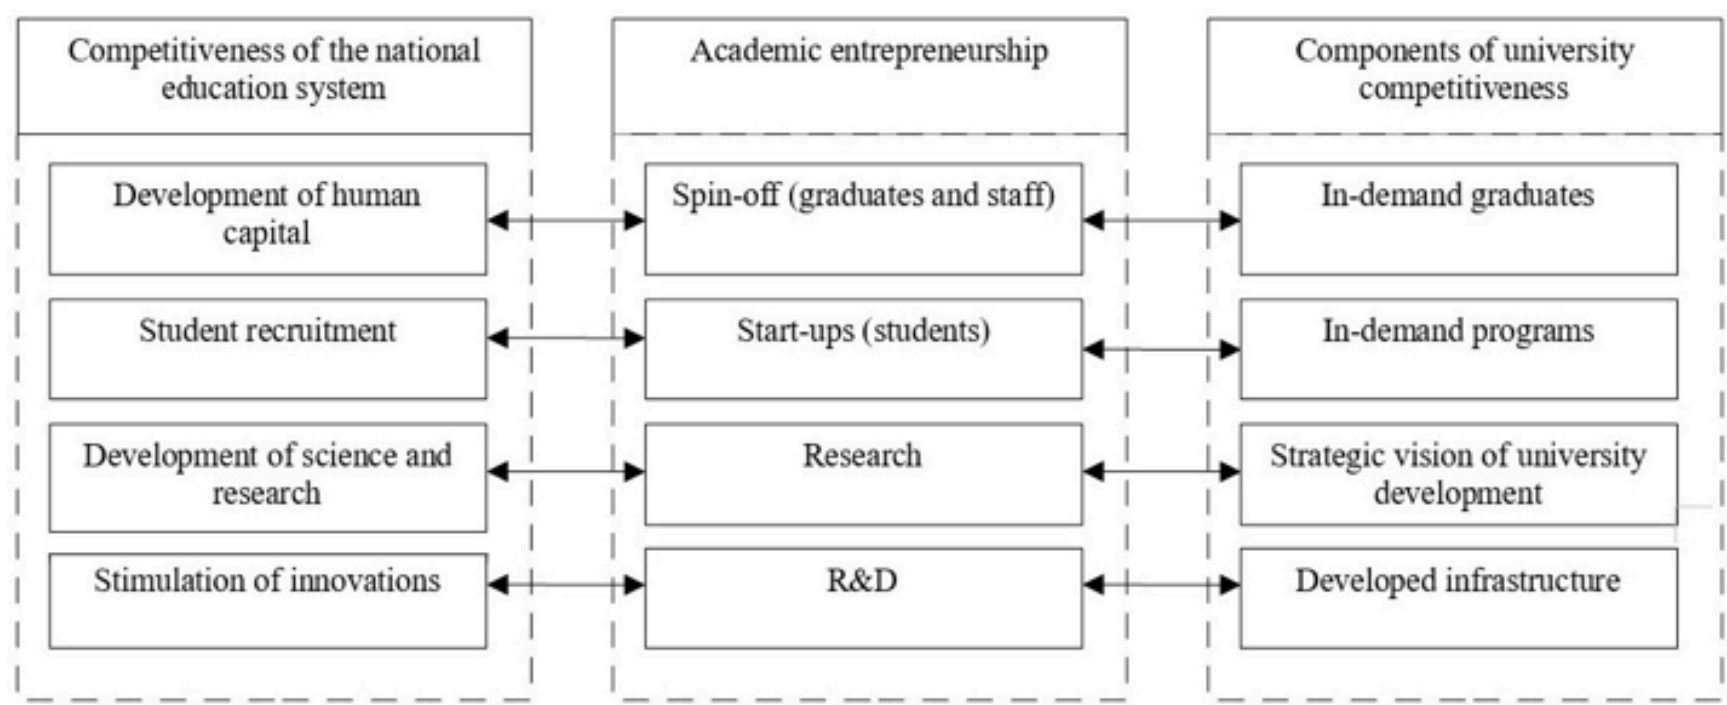 Competitiveness of the national
education system
Academic entrepreneurship
Components of university
competitiveness
Development of human
capital
Spin-off (graduates and staff)
In-demand graduates
Student recruitment
Start-ups (students)
In-demand programs
Development of science and
research
Research
Strategic vision of university
development
Stimulation of innovations
R&D
Developed infrastructure